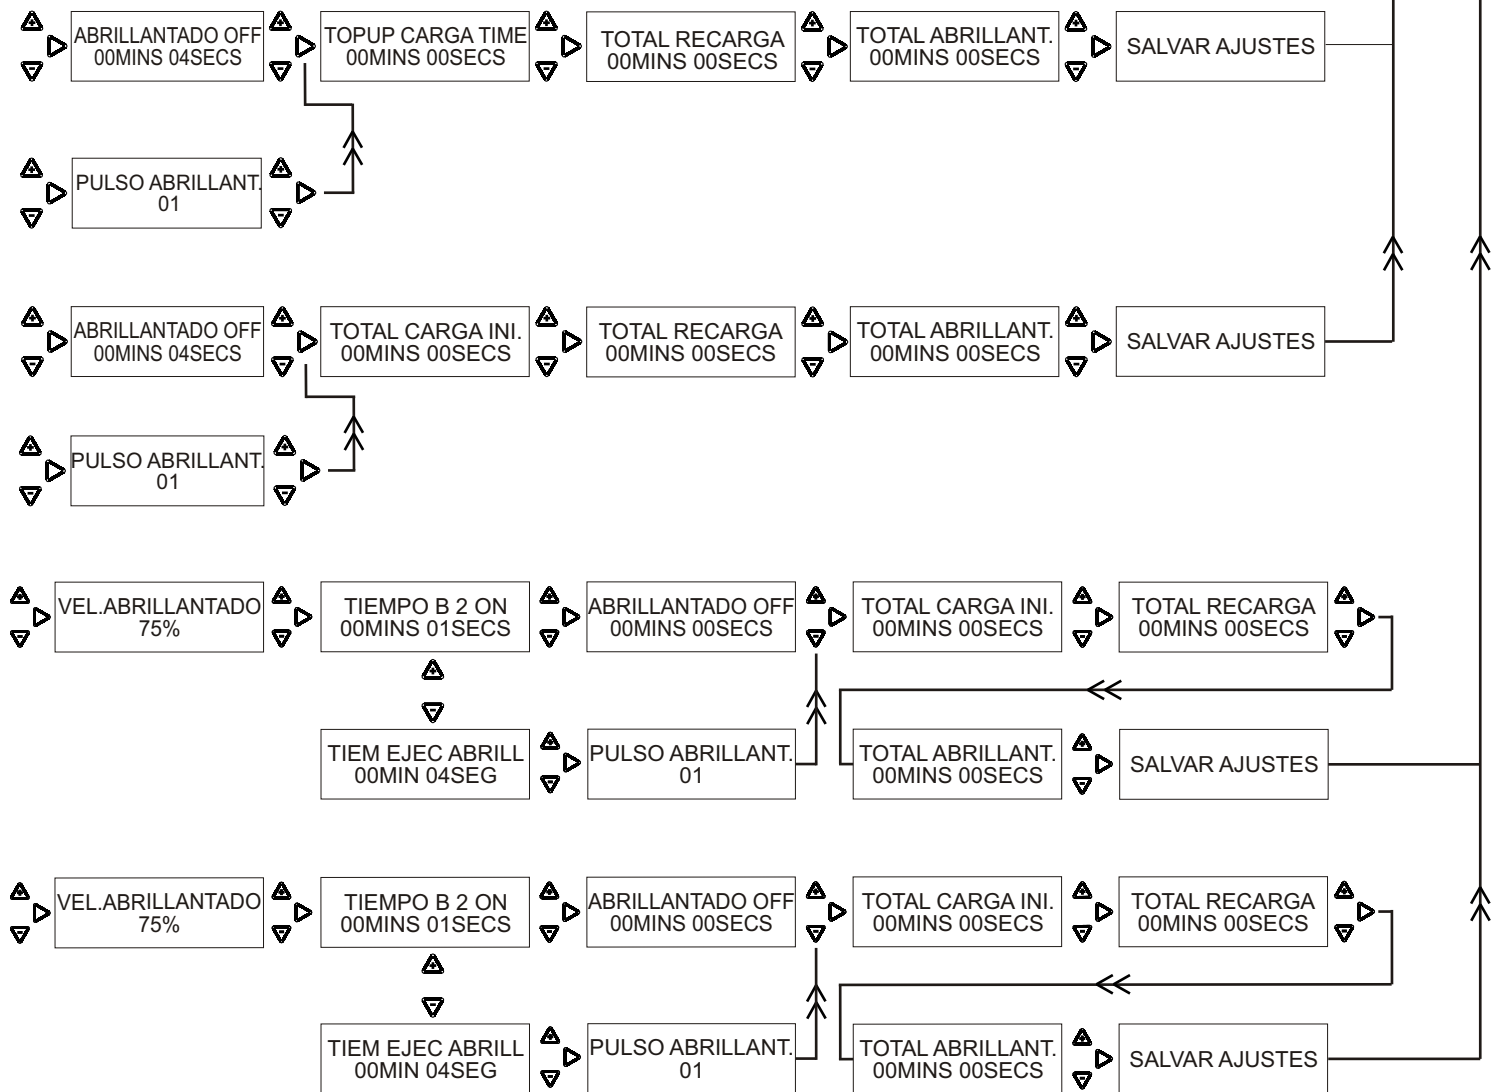 ABRILLANTADO OFF
00MINS 04SECS
TOPUP CARGA TIME
00MINS 00SECS
TOTAL RECARGA
00MINS 00SECS
TOTAL ABRILLANT.
00MINS 00SECS
SALVAR AJUSTES
PULSO ABRILLANT.
01
ABRILLANTADO OFF
00MINS 04SECS
TOTAL CARGA INI.
00MINS 00SECS
TOTAL RECARGA
00MINS 00SECS
TOTAL ABRILLANT.
00MINS 00SECS
SALVAR AJUSTES
PULSO ABRILLANT.
01
VEL.ABRILLANTADO
75%
TIEMPO B 2 ON
00MINS 01SECS
ABRILLANTADO OFF
00MINS 00SECS
TOTAL CARGA INI.
00MINS 00SECS
TOTAL RECARGA
00MINS 00SECS
TIEM EJEC ABRILL
00MIN 04SEG
PULSO ABRILLANT.
01
TOTAL ABRILLANT.
00MINS 00SECS
SALVAR AJUSTES
VEL.ABRILLANTADO
75%
TIEMPO B 2 ON
00MINS 01SECS
ABRILLANTADO OFF
00MINS 00SECS
TOTAL CARGA INI.
00MINS 00SECS
TOTAL RECARGA
00MINS 00SECS
TIEM EJEC ABRILL
00MIN 04SEG
PULSO ABRILLANT.
01
TOTAL ABRILLANT.
00MINS 00SECS
SALVAR AJUSTES